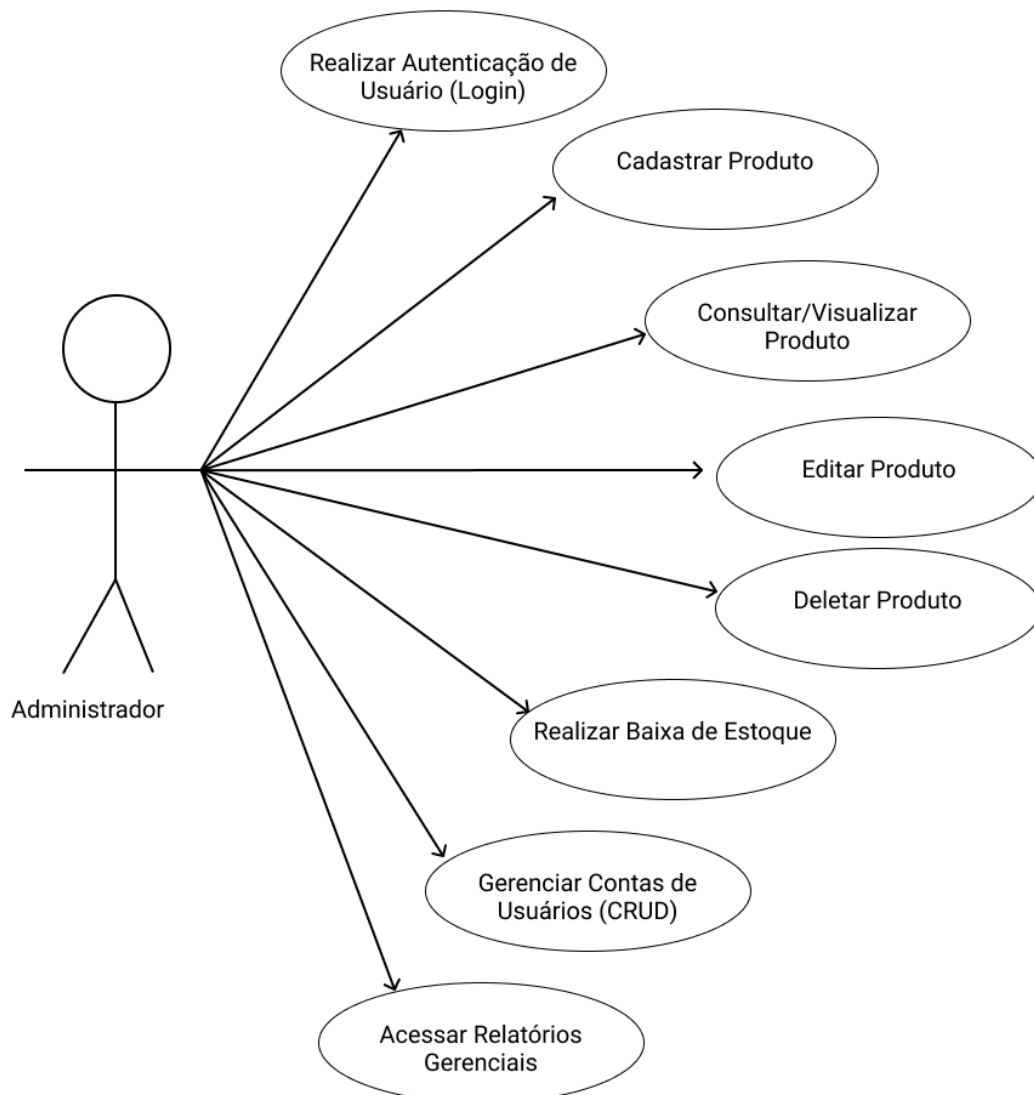 Realizar Autenticação de
Usuário (Login)
Cadastrar Produto
Consultar/Visualizar
Produto
Editar Produto
Deletar Produto
Administrador
Realizar Baixa de Estoque
Gerenciar Contas de
Usuários (CRUD)
Acessar Relatórios
Gerenciais